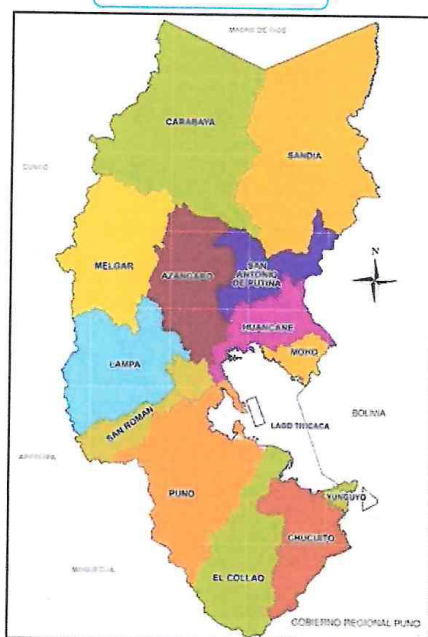 MADRE DE DIOS
CARABAYA
SANDIA
CUSCO
MELGAR
AZANGARO
SAN
ANTONIO
DE PUTINA
N
HUANCANE
MOHO
LAMPA
SAN ROMAN
LAGO TITICACA
BOLIVIA
AREQUIPA
PUNO
YUNGUYO
CHUCUITO
MOQUEGUA
EL COLLAO
GOBIERNO REGIONAL PUNO